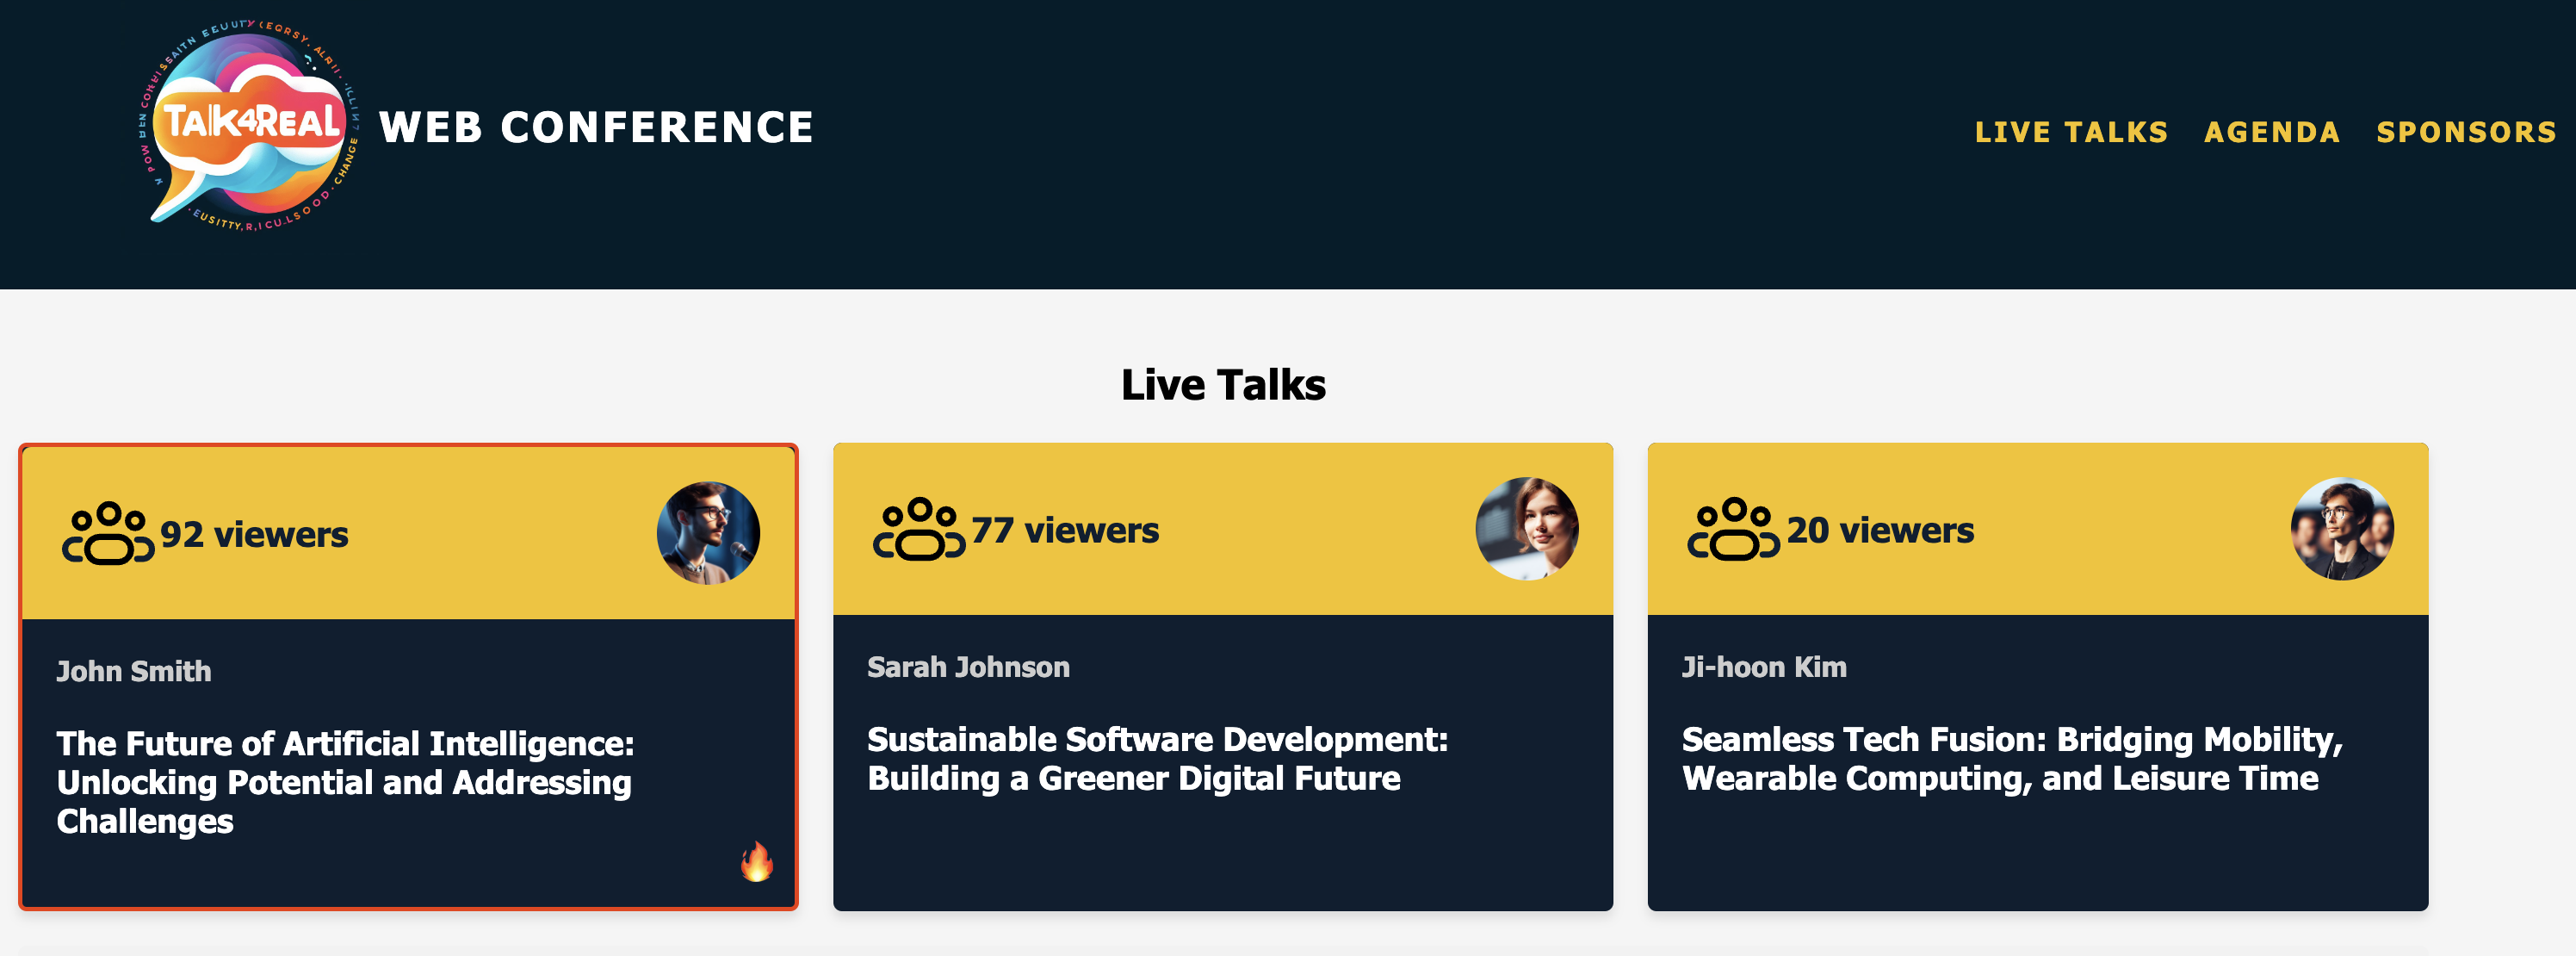 Talk4Real
WEB CONFERENCE
LIVE TALKS AGENDA SPONSORS
CHANGE
Live Talks
92 viewers
John Smith
The Future of Artificial Intelligence:
Unlocking Potential and Addressing
Challenges
77 viewers
Sarah Johnson
Sustainable Software Development:
Building a Greener Digital Future
20 viewers
Ji-hoon Kim
Seamless Tech Fusion: Bridging Mobility,
Wearable Computing, and Leisure Time